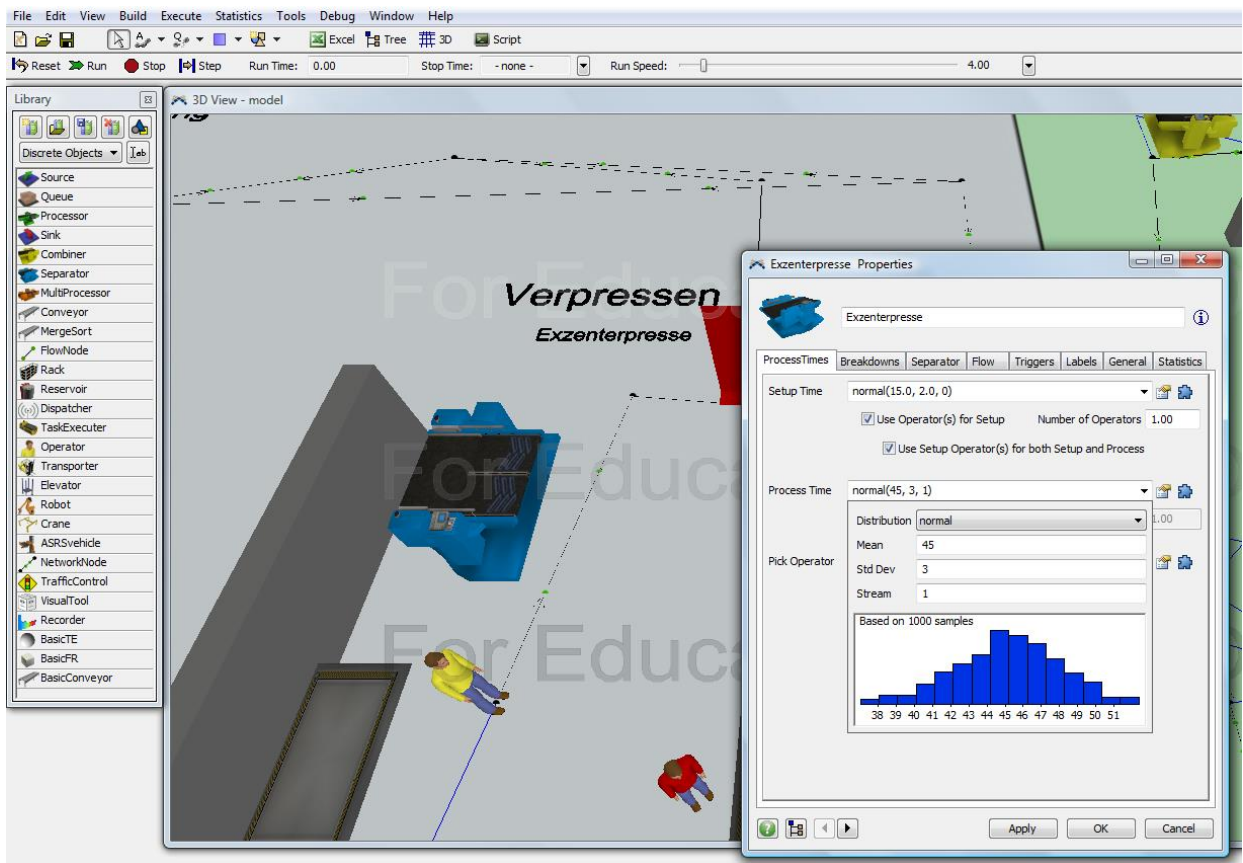 File Edit View Build Execute Statistics Tools Debug Window Help
Excel Tree 3D Script
Reset Run Stop Step Run Time: 0.00 Stop Time: - none - Run Speed: 4.00
Library
Discrete Objects
Source
Queue
Processor
Sink
Combiner
Separator
MultiProcessor
Conveyor
MergeSort
FlowNode
Rack
Reservoir
Dispatcher
TaskExecuter
Operator
Transporter
Elevator
Robot
Crane
ASRSvehicle
NetworkNode
TrafficControl
VisualTool
Recorder
BasicTE
BasicFR
BasicConveyor
3D View - model
For Educa
Verpressen
Exzenterpresse
For Educa
For Educa
Exzenterpresse Properties
Exzenterpresse
ProcessTimes Breakdowns Separator Flow Triggers Labels General Statistics
Setup Time normal(15.0, 2.0, 0)
Use Operator(s) for Setup Number of Operators 1.00
Use Setup Operator(s) for both Setup and Process
Process Time normal(45, 3, 1)
Distribution normal
1.00
Mean 45
Pick Operator
Std Dev 3
Stream 1
Based on 1000 samples
38 39 40 41 42 43 44 45 46 47 48 49 50 51
Apply OK Cancel